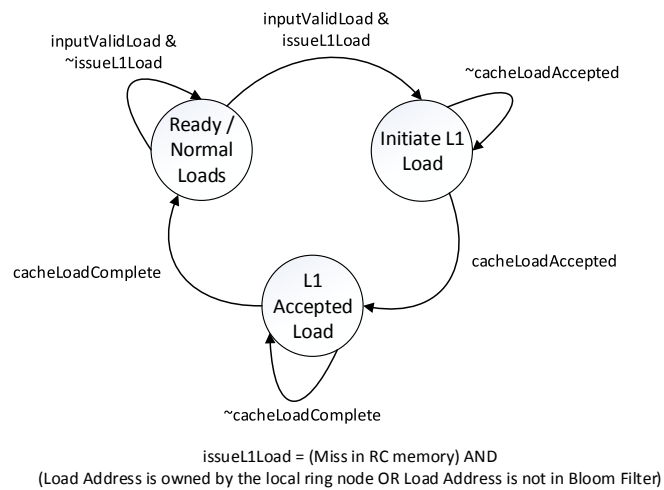 inputValidLoad &
issueL1Load
inputValidLoad &
~issueL1Load
~cacheLoadAccepted
Ready /
Normal
Loads
Initiate L1
Load
cacheLoadComplete
cacheLoadAccepted
L1
Accepted
Load
~cacheLoadComplete
issueL1Load = (Miss in RC memory) AND
(Load Address is owned by the local ring node OR Load Address is not in Bloom Filter)